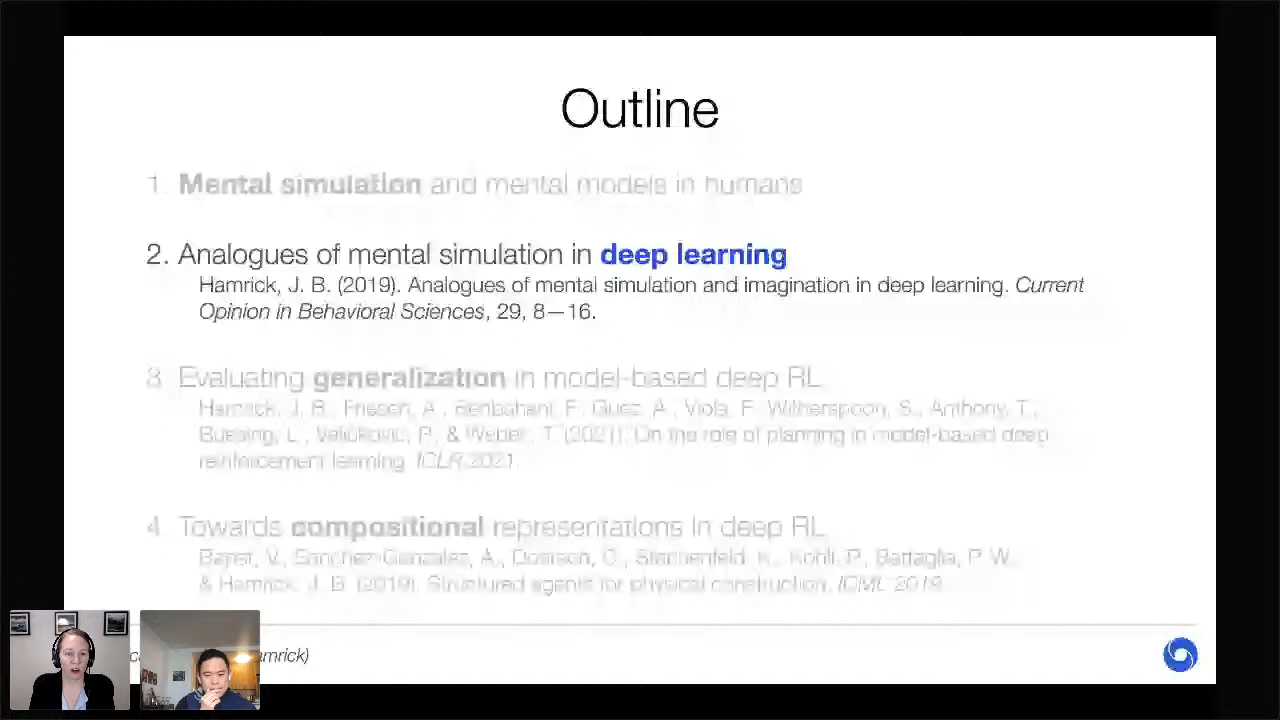 Outline
1. Mental simulation and mental models in humans
2. Analogues of mental simulation in deep learning
Hamrick, J. B. (2019). Analogues of mental simulation and imagination in deep learning. Current
Opinion in Behavioral Sciences, 29, 8—16.
3. Evaluating generalization in model-based deep RL
Hamrick, J. B., Friesen, A., Behbahani, F., Guez, A., Viola, F., Witherspoon, S., Anthony, T.,
Buesing, L., Veličković, P., & Weber, T. (2021). On the role of planning in model-based deep
reinforcement learning. ICLR 2021.
4. Towards compositional representations in deep RL
Bapst, V., Sanchez-Gonzalez, A., Doersch, C., Stachenfeld, K., Kohli, P., Battaglia, P. W.,
& Hamrick, J. B. (2019). Structured agents for physical construction. ICML 2019.
amrick)